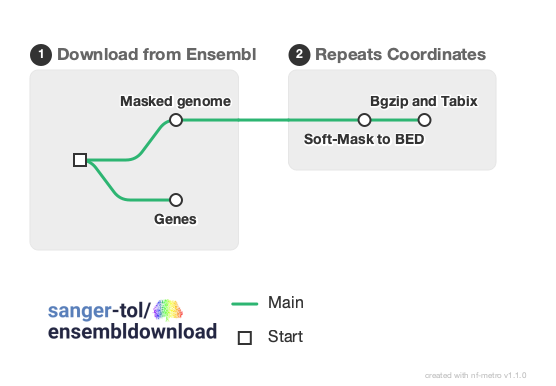 1 Download from Ensembl
2 Repeats Coordinates
Masked genome
Bgzip and Tabix
Soft-Mask to BED
Genes
sanger-tol/
ensembldownload
Main
Start
created with nf-metro v1.1.0